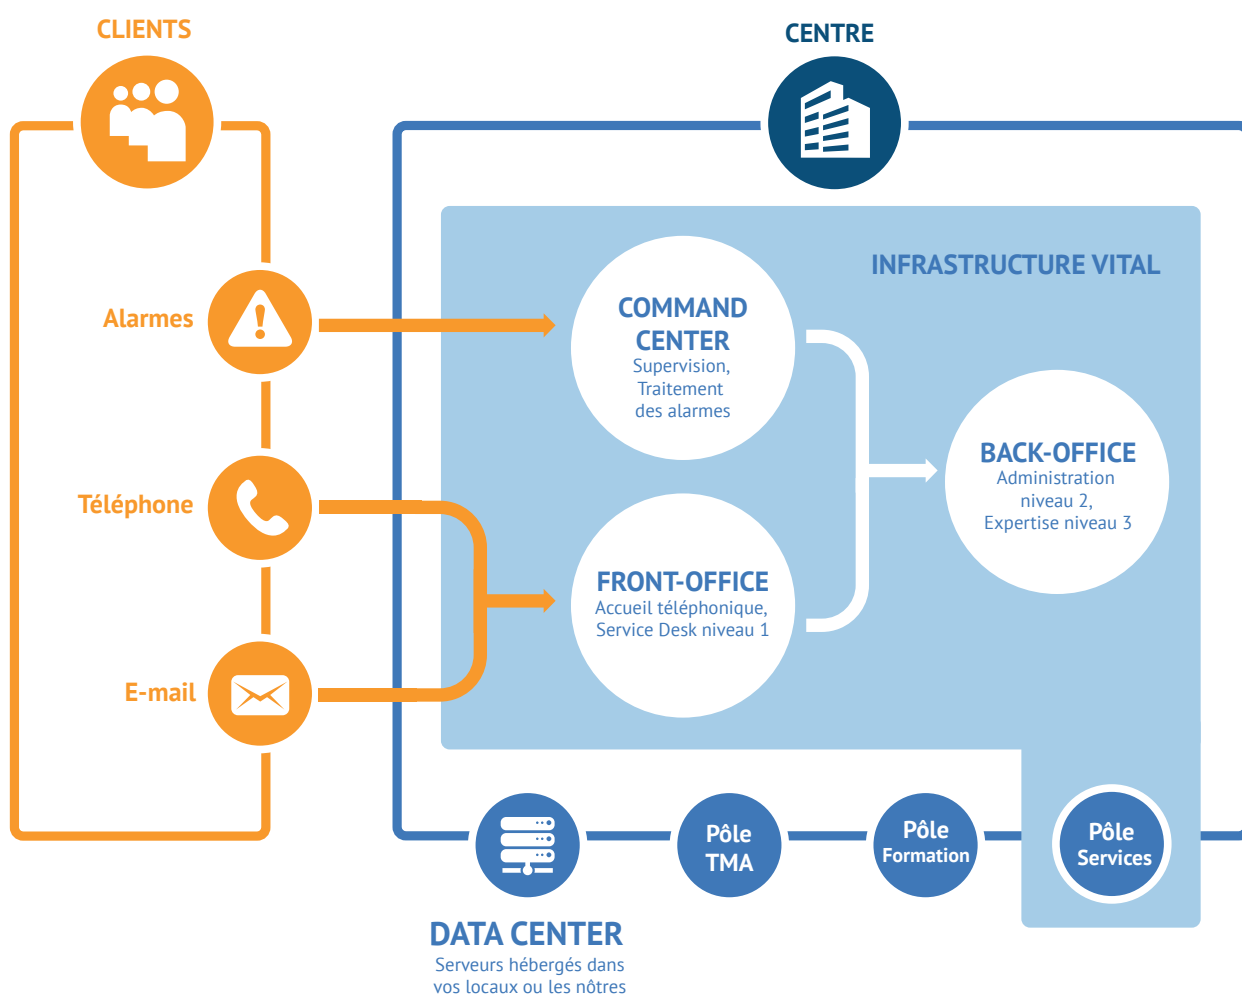 CLIENTS
CENTRE
INFRASTRUCTURE VITAL
Alarmes
COMMAND
CENTER
Supervision,
Traitement
des alarmes
Téléphone
BACK-OFFICE
Administration
niveau 2,
Expertise niveau 3
FRONT-OFFICE
Accueil téléphonique,
Service Desk niveau 1
E-mail
Pôle
TMA
Pôle
Formation
Pôle
Services
DATA CENTER
Serveurs hébergés dans
vos locaux ou les nôtres